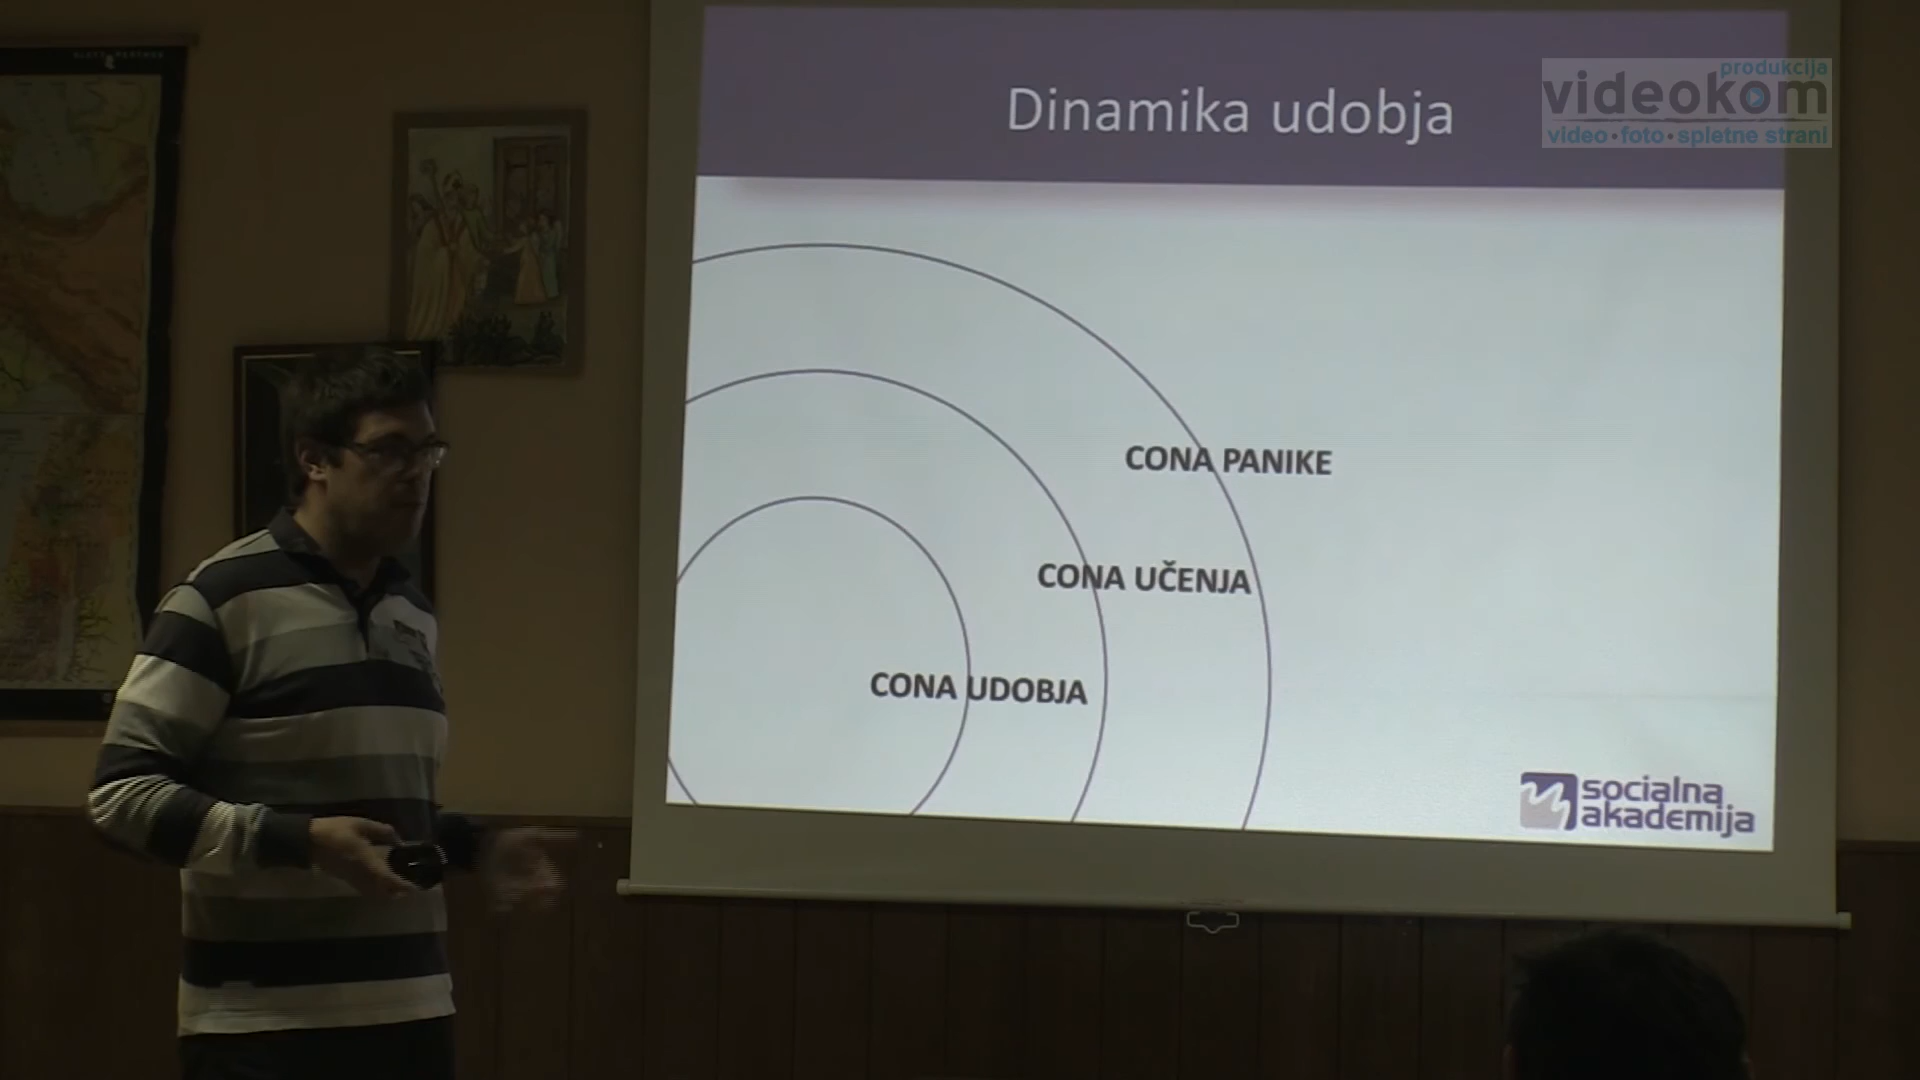 Dinamika udobja
produkcija
videokom
video • foto • spletne strani
CONA PANIKE
CONA UČENJA
CONA UDOBJA
socialna
akademija